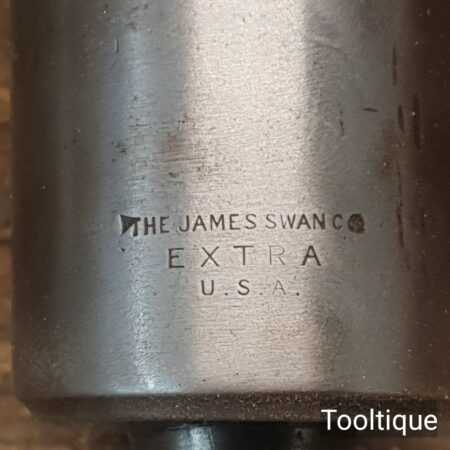 THE JAMES SWAN CO
EXTRA
U.S.A.
Tooltique